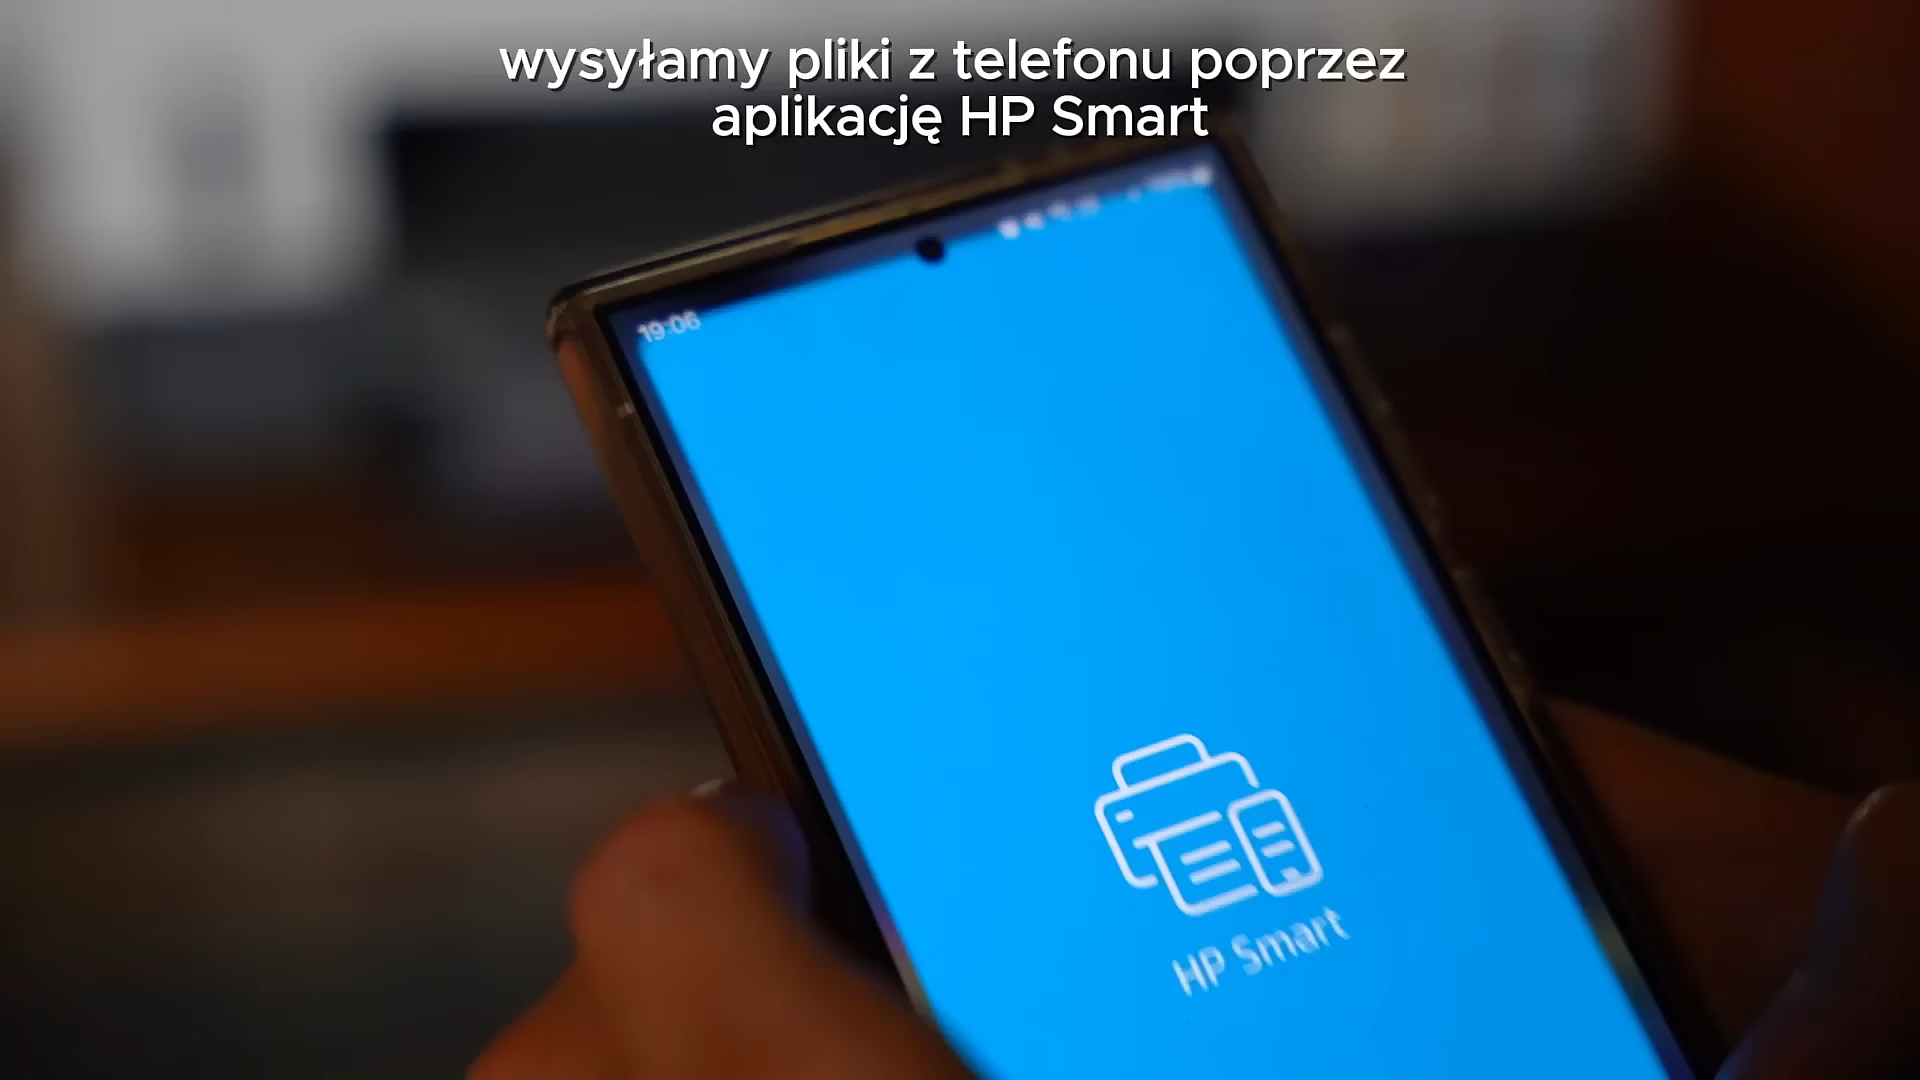 wysyłamy pliki z telefonu poprzez
aplikację HP Smart
19:06
HP Smart